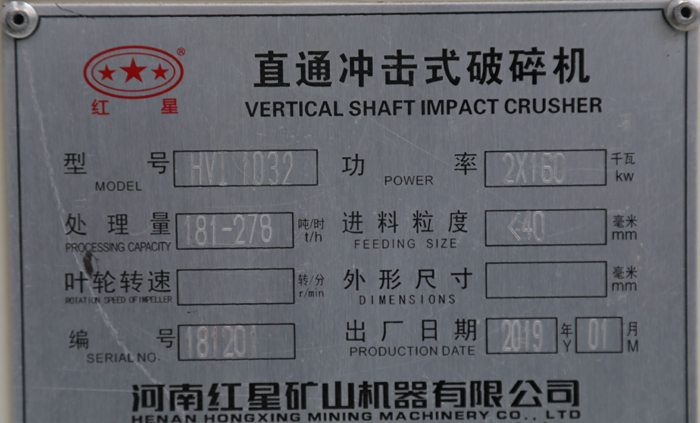 直通冲击式破碎机
®
红 星
VERTICAL SHAFT IMPACT CRUSHER
型 号 HVI 1032 功 率 2X160 千瓦
MODEL POWER kw
处理量 181-278 吨/时 进料粒度 <40 毫米
PROCESSING CAPACITY t/h FEEDING SIZE mm
叶轮转速 转/分 外形尺寸 毫米
ROTATION SPEED OF IMPELLER r/min DIMENSIONS mm
编 号 181201 出厂日期 2019 年 01 月
SERIAL NO. PRODUCTION DATE Y M
河南红星矿山机器有限公司
HENAN HONGXING MINING MACHINERY CO., LTD